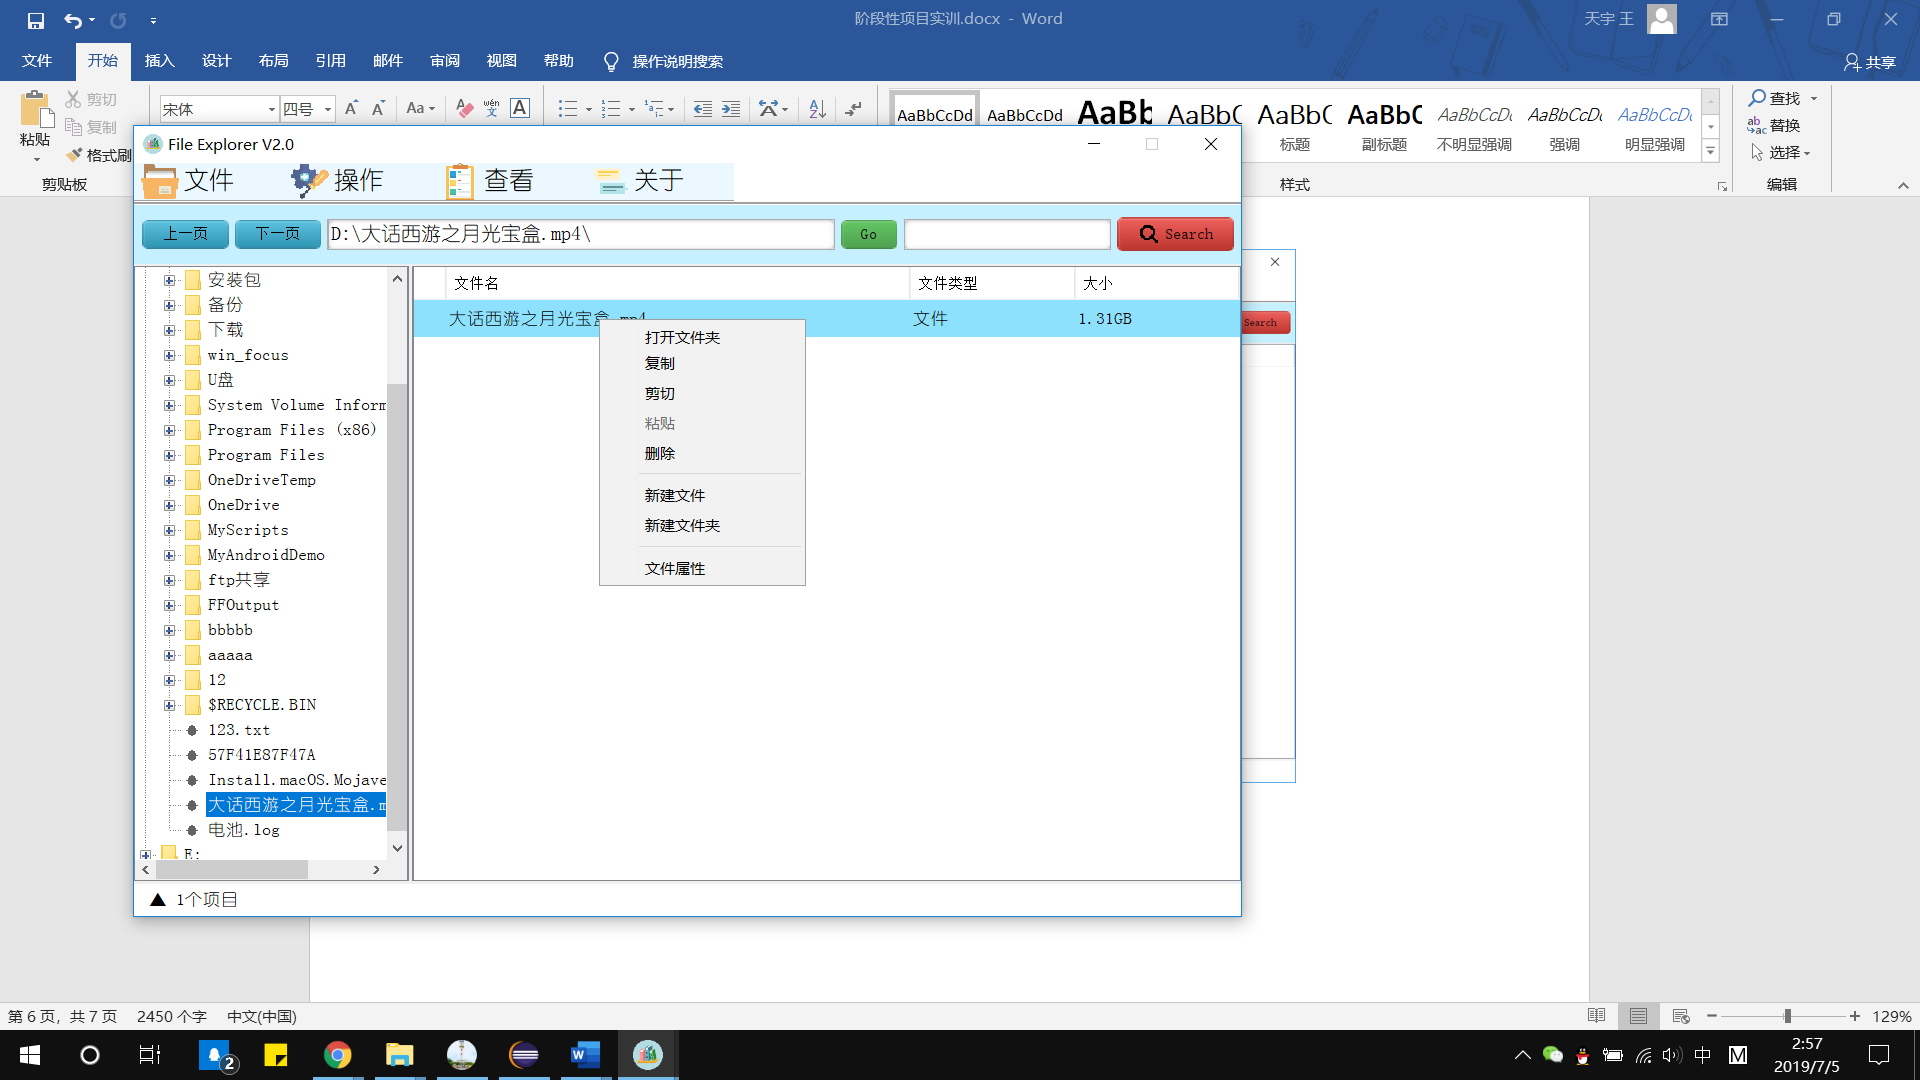 阶段性项目实训.docx - Word
天宇 王
文件 开始 插入 设计 布局 引用 邮件 审阅 视图 帮助 操作说明搜索 共享
粘贴
剪切
复制
格式刷
剪贴板
宋体 四号 Aa wén 文 A
AaBbCcDd AaBbCcDd AaBb AaBbC AaBbC AaBbC AaBbCcDc AaBbCcDc AaBbCcDc
标题 副标题 不明显强调 强调 明显强调
样式
查找
替换
选择
编辑
File Explorer V2.0
文件 操作 查看 关于
上一页 下一页 D:\大话西游之月光宝盒.mp4\ Go Search
文件名 文件类型 大小
大话西游之月光宝盒.mp4 文件 1.31GB
打开文件夹
复制
剪切
粘贴
删除
新建文件
新建文件夹
文件属性
安装包
备份
下载
win_focus
U盘
System Volume Inform
Program Files (x86)
Program Files
OneDriveTemp
OneDrive
MyScripts
MyAndroidDemo
ftp共享
FFOutput
bbbbb
aaaaa
12
$RECYCLE.BIN
123.txt
57F41E87F47A
Install.macOS.Mojave
大话西游之月光宝盒.m
电池.log
E:
1个项目
Search
第 6 页，共 7 页 2450 个字 中文(中国) 129%
2
中 M
2:57
2019/7/5